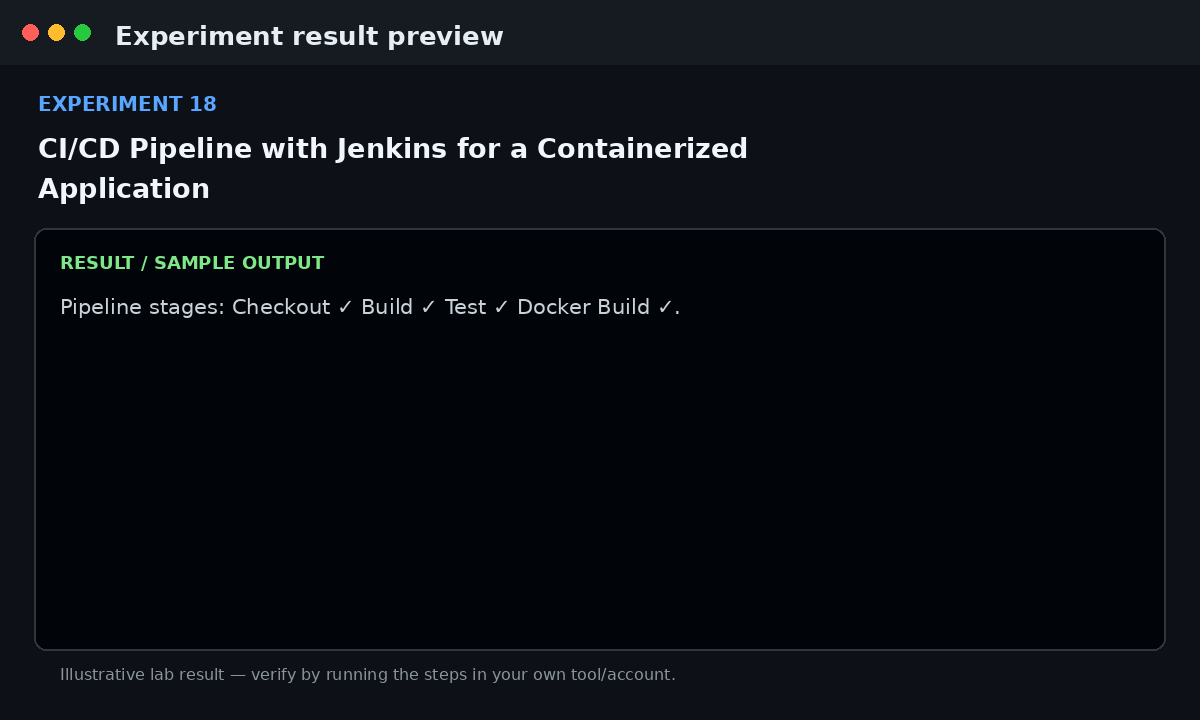 Experiment result preview
EXPERIMENT 18
CI/CD Pipeline with Jenkins for a Containerized
Application
RESULT / SAMPLE OUTPUT
Pipeline stages: Checkout ✓ Build ✓ Test ✓ Docker Build ✓.
Illustrative lab result — verify by running the steps in your own tool/account.